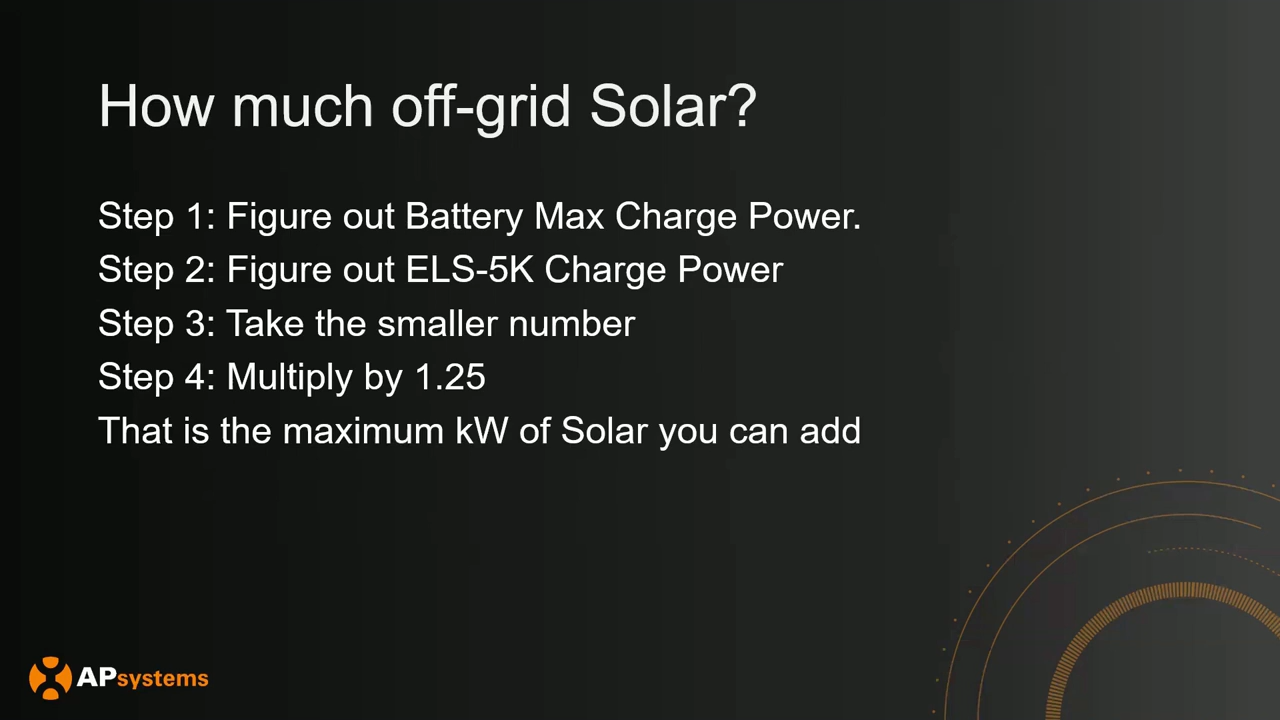 How much off-grid Solar?
Step 1: Figure out Battery Max Charge Power.
Step 2: Figure out ELS-5K Charge Power
Step 3: Take the smaller number
Step 4: Multiply by 1.25
That is the maximum kW of Solar you can add
APsystems